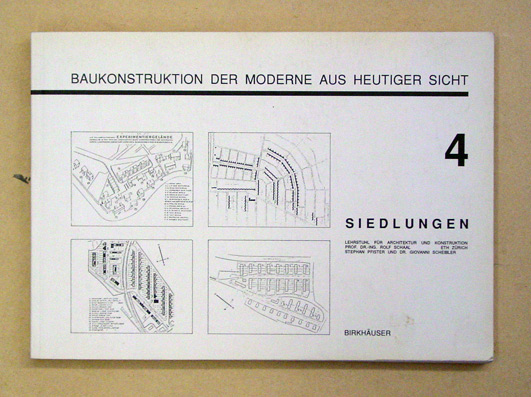 BAUKONSTRUKTION DER MODERNE AUS HEUTIGER SICHT
4
EXPERIMENTIERGELÄNDE
SIEDLUNGEN
LEHRSTUHL FÜR ARCHITEKTUR UND KONSTRUKTION
PROF. DR.-ING. ROLF SCHAAL ETH ZÜRICH
STEPHAN PFISTER UND DR. GIOVANNI SCHEIBLER
BIRKHÄUSER